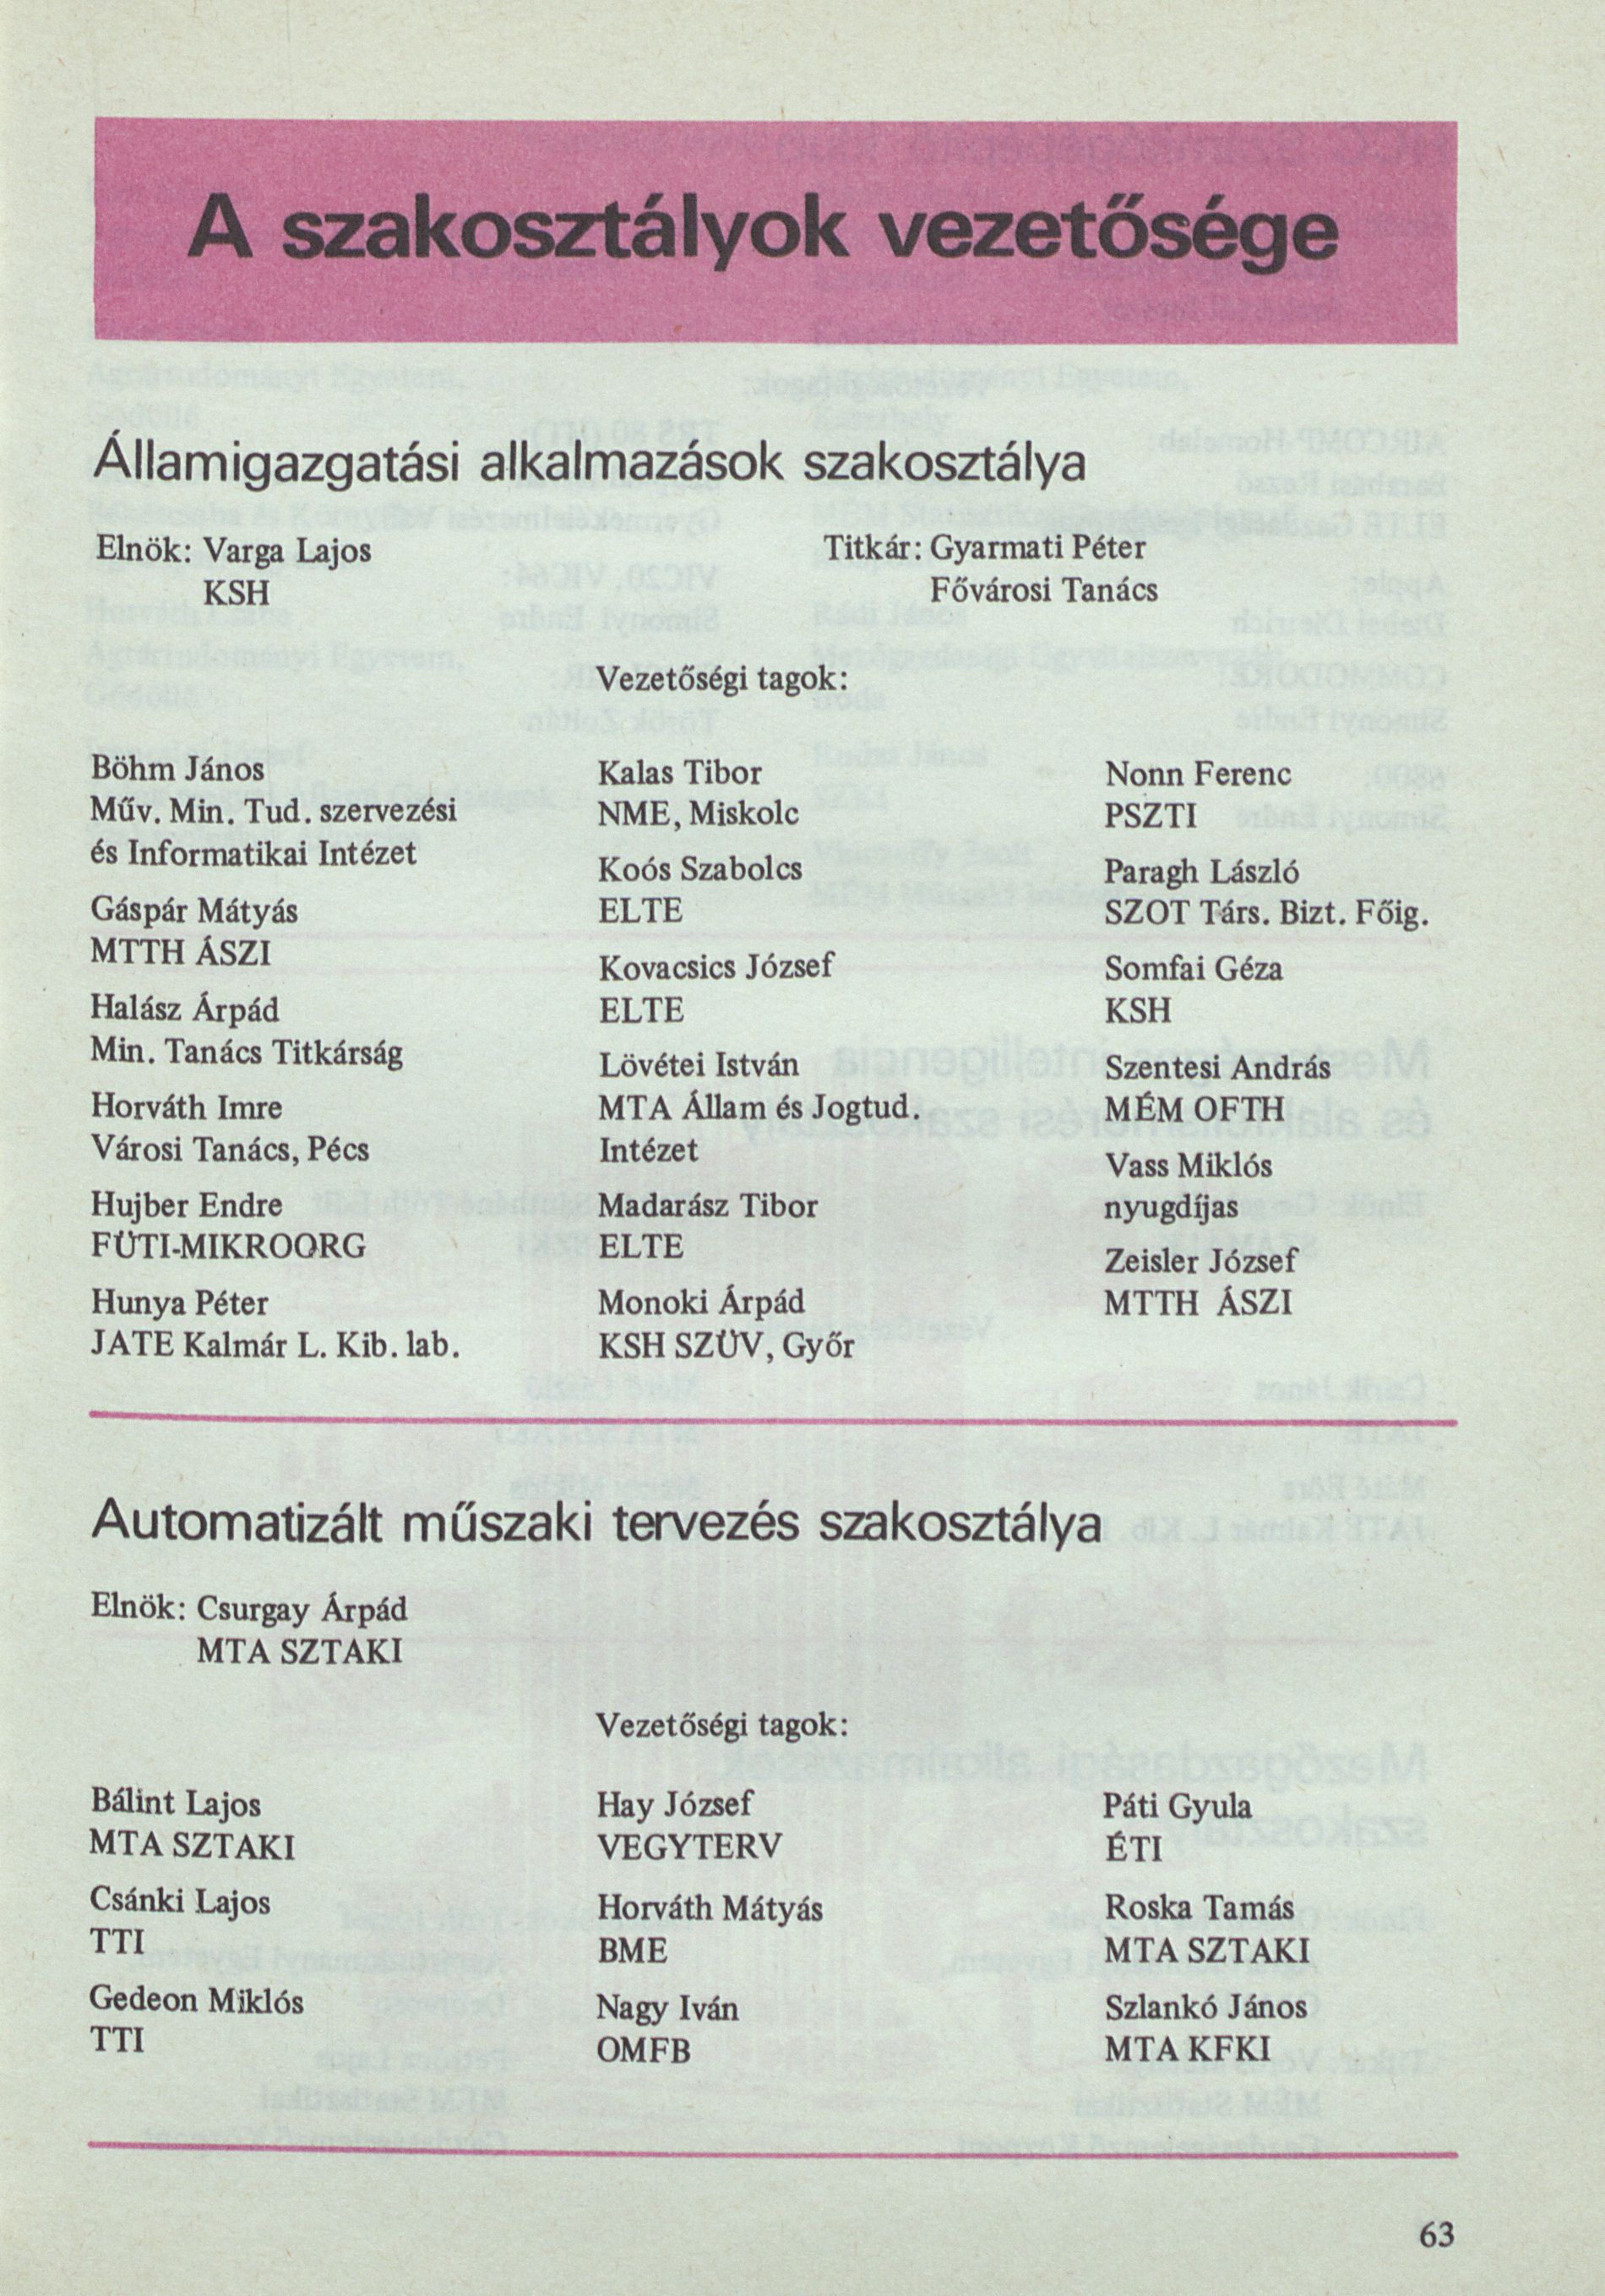 A szakosztályok vezetősége
Államigazgatási alkalmazások szakosztálya
Elnök: Varga Lajos
KSH
Titkár: Gyarmati Péter
Fővárosi Tanács
Vezetőségi tagok:
Böhm János
Műv. Min. Tud. szervezési
és Informatikai Intézet
Gáspár Mátyás
MTTH ÁSZI
Halász Árpád
Min. Tanács Titkárság
Horváth Imre
Városi Tanács, Pécs
Hujber Endre
FÜTI-MIKROORG
Hunya Péter
JATE Kalmár L. Kib. lab.
Kalas Tibor
NME, Miskolc
Koós Szabolcs
ELTE
Kovacsics József
ELTE
Lövétei István
MTA Állam és Jogtud.
Intézet
Madarász Tibor
ELTE
Monoki Árpád
KSH SZÜV, Győr
Nonn Ferenc
PSZTI
Paragh László
SZOT Társ. Bizt. Főig.
Somfai Géza
KSH
Szentesi András
MÉM OFTH
Vass Miklós
nyugdíjas
Zeisler József
MTTH ÁSZI
Automatizált műszaki tervezés szakosztálya
Elnök: Csurgay Árpád
MTA SZTAKI
Vezetőségi tagok:
Bálint Lajos
MTA SZTAKI
Csánki Lajos
TTI
Gedeon Miklós
TTI
Hay József
VEGYTERV
Horváth Mátyás
BME
Nagy Iván
OMFB
Páti Gyula
ÉTI
Roska Tamás
MTA SZTAKI
Szlankó János
MTA KFKI
63